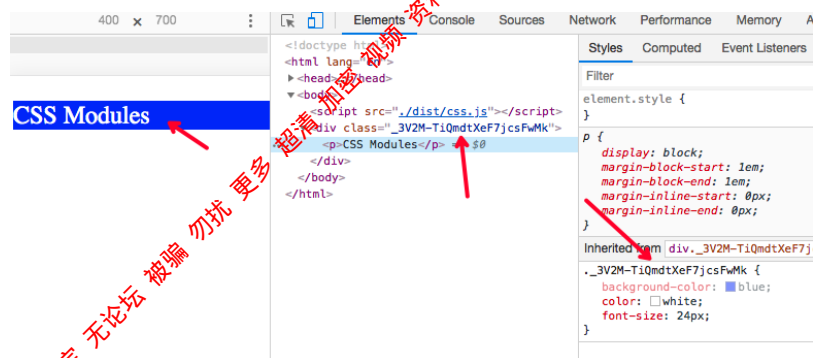 400 × 700
Elements Console Sources Network Performance Memory
CSS Modules
<html lang="en">
<head>…</head>
<body>
<script src="./dist/css.js"></script>
<div class="_3V2M-TiQmdtXeF7jcsFwMk">
<p>CSS Modules</p> == $0
</div>
</body>
</html>
Styles Computed Event Listeners
Filter
element.style {
}
p {
display: block;
margin-block-start: 1em;
margin-block-end: 1em;
margin-inline-start: 0px;
margin-inline-end: 0px;
}
Inherited from div._3V2M-TiQmdtXeF7j
._3V2M-TiQmdtXeF7jcsFwMk {
background-color: blue;
color: white;
font-size: 24px;
}
无论坛 被骗 勿扰 更多 超清 加密 视频